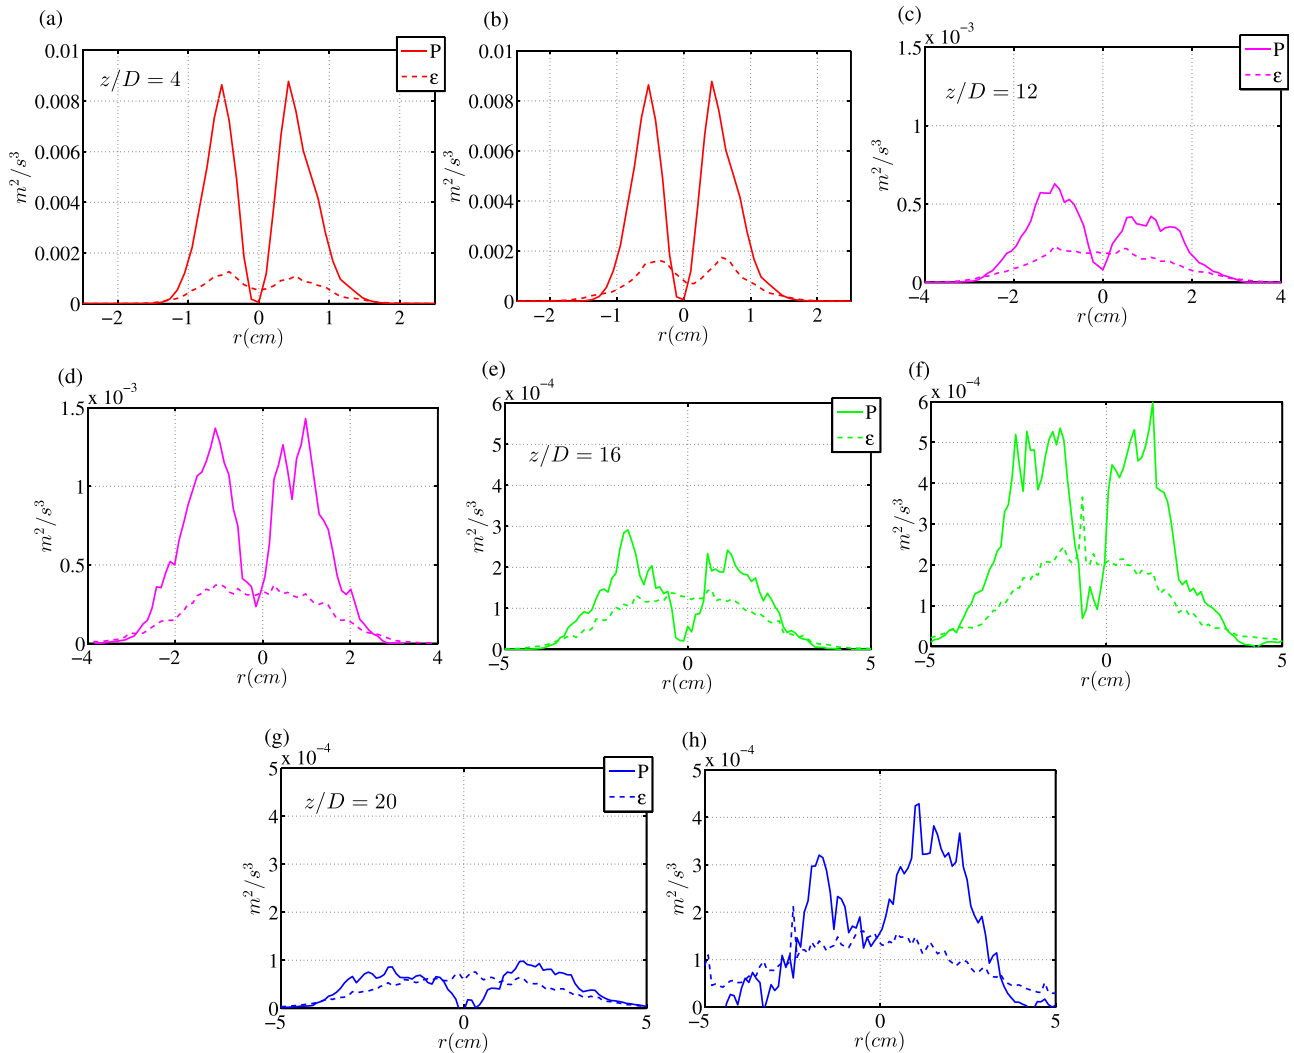 (a)
0.01
0.008
0.006
0.004
0.002
0
m²/s³
z/D = 4
P
ε
−2 −1 0 1 2
r(cm)
(b)
0.01
0.008
0.006
0.004
0.002
0
m²/s³
−2 −1 0 1 2
r(cm)
(c)
x 10⁻³
1.5
1
0.5
0
m²/s³
z/D = 12
P
ε
−4 −2 0 2 4
r(cm)
(d)
x 10⁻³
1.5
1
0.5
0
m²/s³
−4 −2 0 2 4
r(cm)
(e)
x 10⁻⁴
6
5
4
3
2
1
0
m²/s³
z/D = 16
P
ε
−5 0 5
r(cm)
(f)
x 10⁻⁴
6
5
4
3
2
1
0
m²/s³
−5 0 5
r(cm)
(g)
x 10⁻⁴
5
4
3
2
1
0
m²/s³
z/D = 20
P
ε
−5 0 5
r(cm)
(h)
x 10⁻⁴
5
4
3
2
1
0
m²/s³
−5 0 5
r(cm)